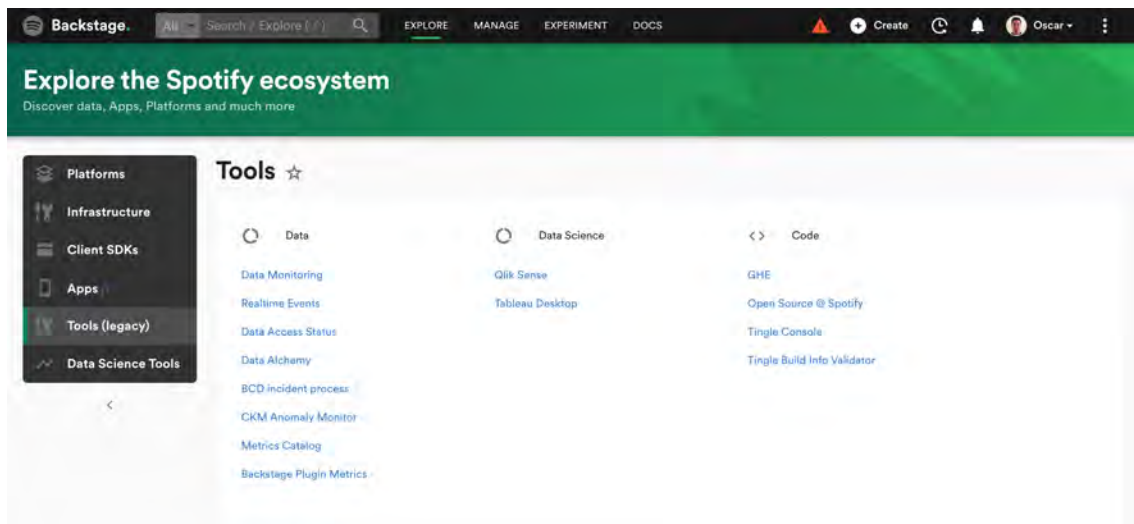 Backstage.
All
Search / Explore ( / )
EXPLORE
MANAGE
EXPERIMENT
DOCS
Create
Oscar
Explore the Spotify ecosystem
Discover data, Apps, Platforms and much more
Platforms
Infrastructure
Client SDKs
Apps
Tools (legacy)
Data Science Tools
Tools
Data
Data Monitoring
Realtime Events
Data Access Status
Data Alchemy
BCD incident process
CKM Anomaly Monitor
Metrics Catalog
Backstage Plugin Metrics
Data Science
Qlik Sense
Tableau Desktop
Code
GHE
Open Source @ Spotify
Tingle Console
Tingle Build Info Validator